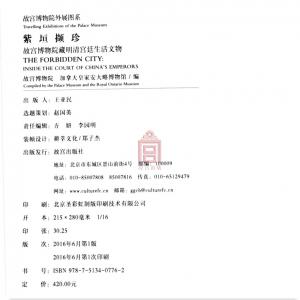 故宫博物院外展图系
Travelling Exhibitions of the Palace Museum
紫垣撷珍
故宫博物院藏明清宫廷生活文物
THE FORBIDDEN CITY:
INSIDE THE COURT OF CHINA'S EMPERORS
故宫博物院 加拿大皇家安大略博物馆/编
Compiled by the Palace Museum and the Royal Ontario Museum
出版人:王亚民
选题策划:赵国英
责任编辑:方妍 李园明
装帧设计:杂草文化/郑子杰
出版发行:故宫出版社
地址:北京市东城区景山前街4号 100009
电话:010-85007808 010-85007816 传真:010-65129479
网址:www.culturefc.cn 邮箱:ggcb@culturefc.cn
印刷:北京圣彩虹制版印刷技术有限公司
开本:215×280毫米 1/16
印张:30.25
版次:2016年6月第1版
2016年6月第1次印刷
书号:ISBN 978-7-5134-0776-2
定价:420.00元